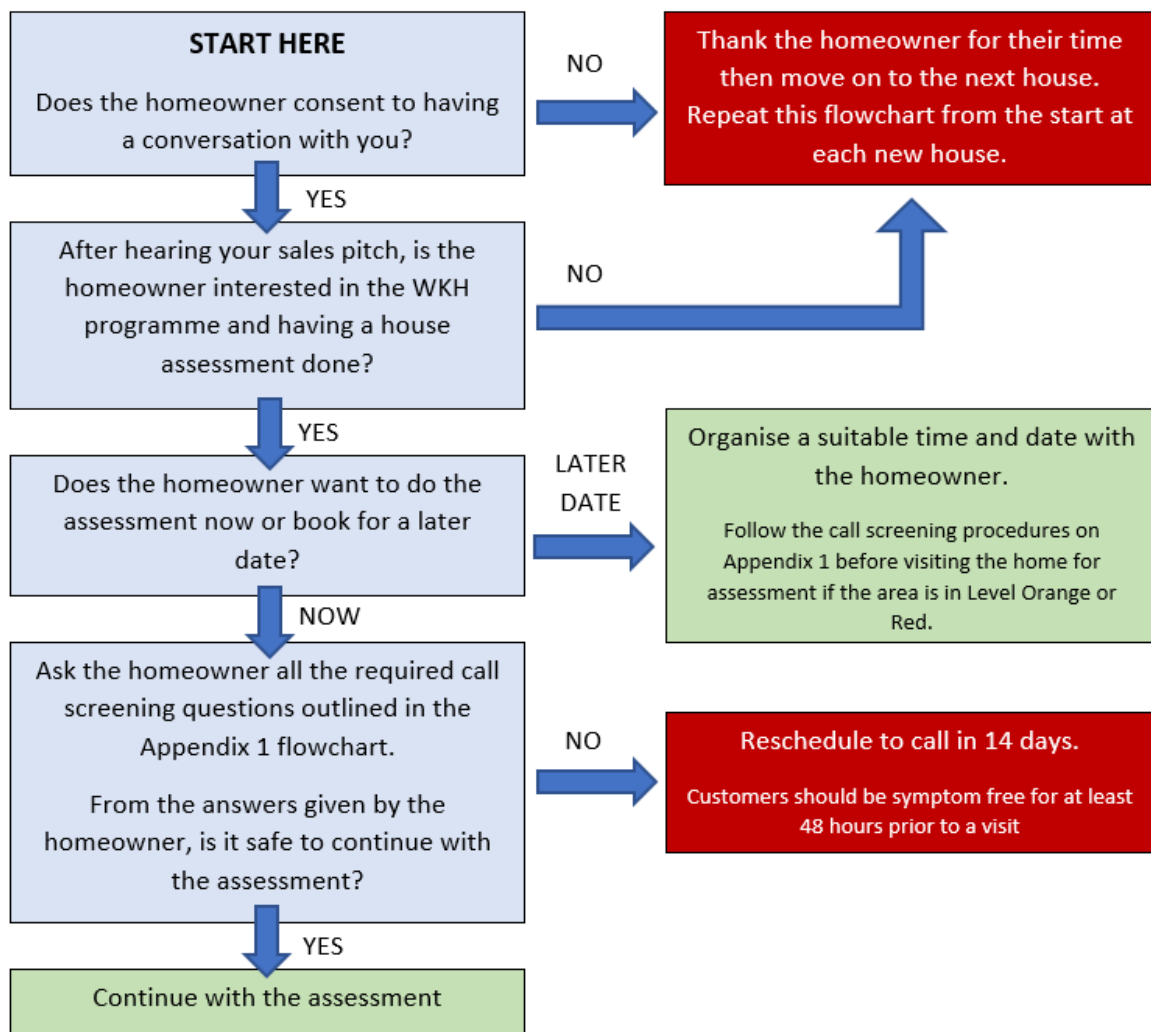 START HERE
Does the homeowner consent to having
a conversation with you?
NO
Thank the homeowner for their time
then move on to the next house.
Repeat this flowchart from the start at
each new house.
YES
After hearing your sales pitch, is the
homeowner interested in the WKH
programme and having a house
assessment done?
NO
YES
Does the homeowner want to do the
assessment now or book for a later
date?
LATER
DATE
Organise a suitable time and date with
the homeowner.
Follow the call screening procedures on
Appendix 1 before visiting the home for
assessment if the area is in Level Orange or
Red.
NOW
Ask the homeowner all the required call
screening questions outlined in the
Appendix 1 flowchart.
From the answers given by the
homeowner, is it safe to continue with
the assessment?
NO
Reschedule to call in 14 days.
Customers should be symptom free for at least
48 hours prior to a visit
YES
Continue with the assessment